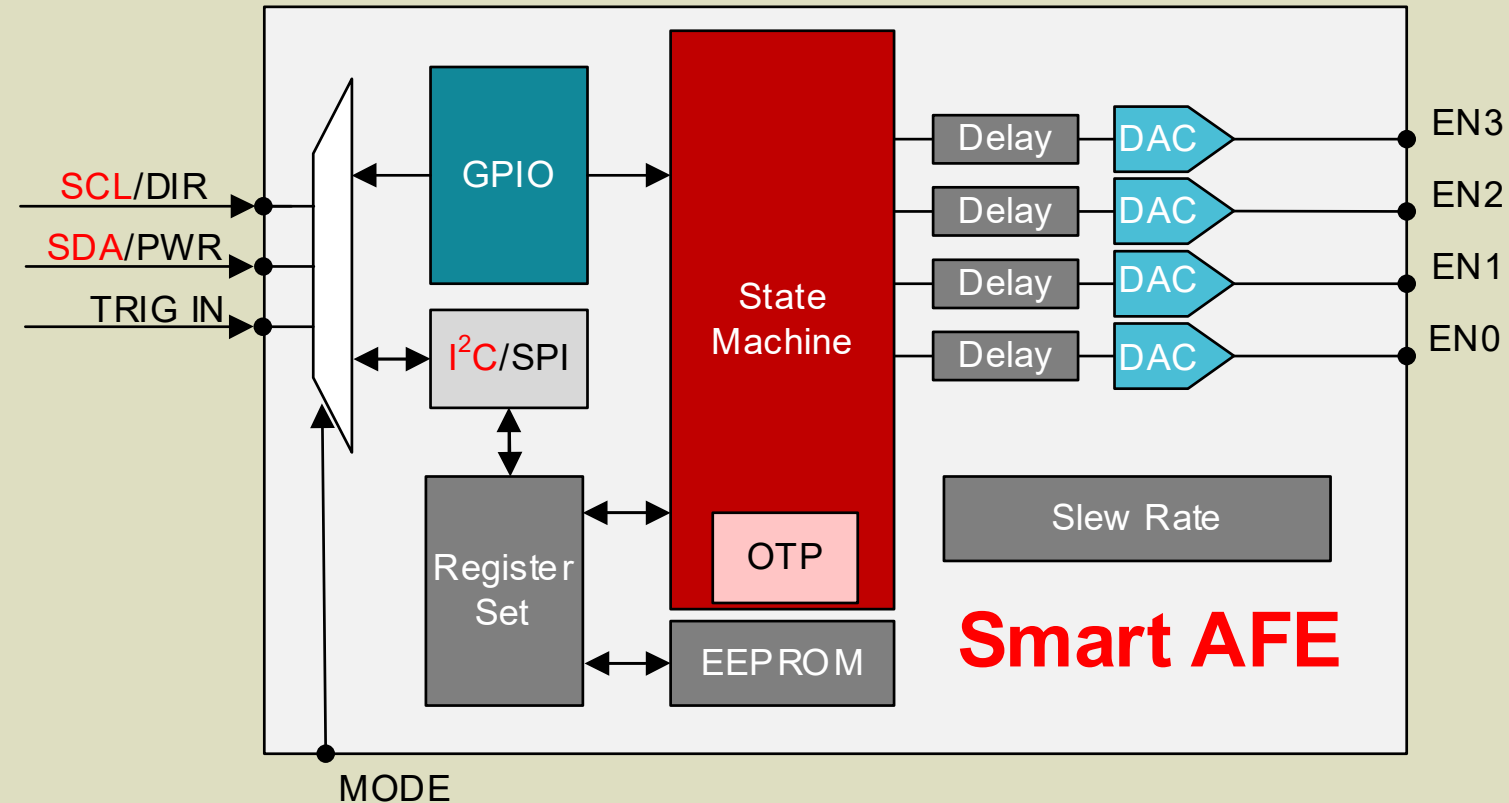 SCL/DIR
SDA/PWR
TRIG IN
MODE
GPIO
I²C/SPI
Register
Set
State
Machine
OTP
EEPROM
Delay
DAC
EN3
Delay
DAC
EN2
Delay
DAC
EN1
Delay
DAC
EN0
Slew Rate
Smart AFE